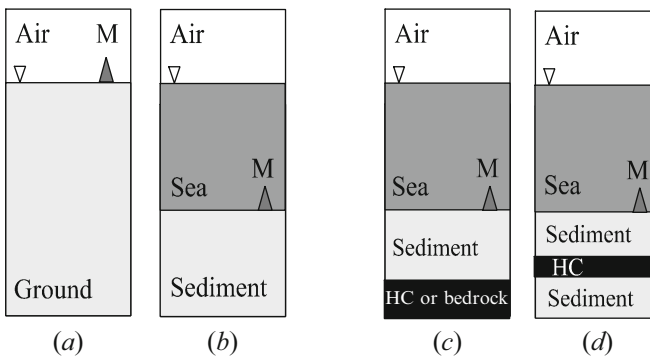 Air M
Ground
(a)
Air
M
Sea
Sediment
(b)
Air
M
Sea
Sediment
HC or bedrock
(c)
Air
M
Sea
Sediment
HC
Sediment
(d)